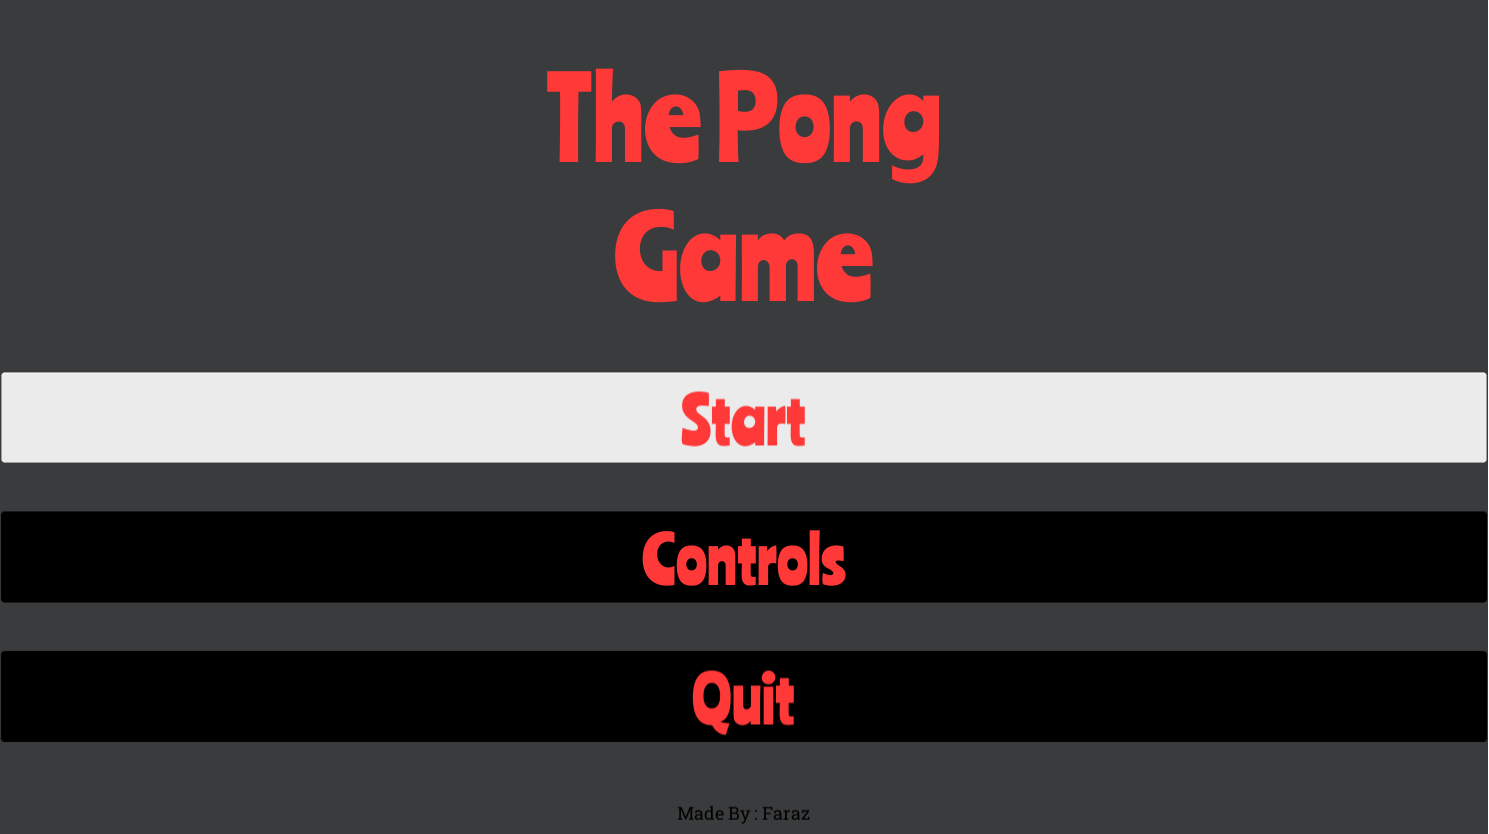 The Pong
Game
Start
Controls
Quit
Made By : Faraz